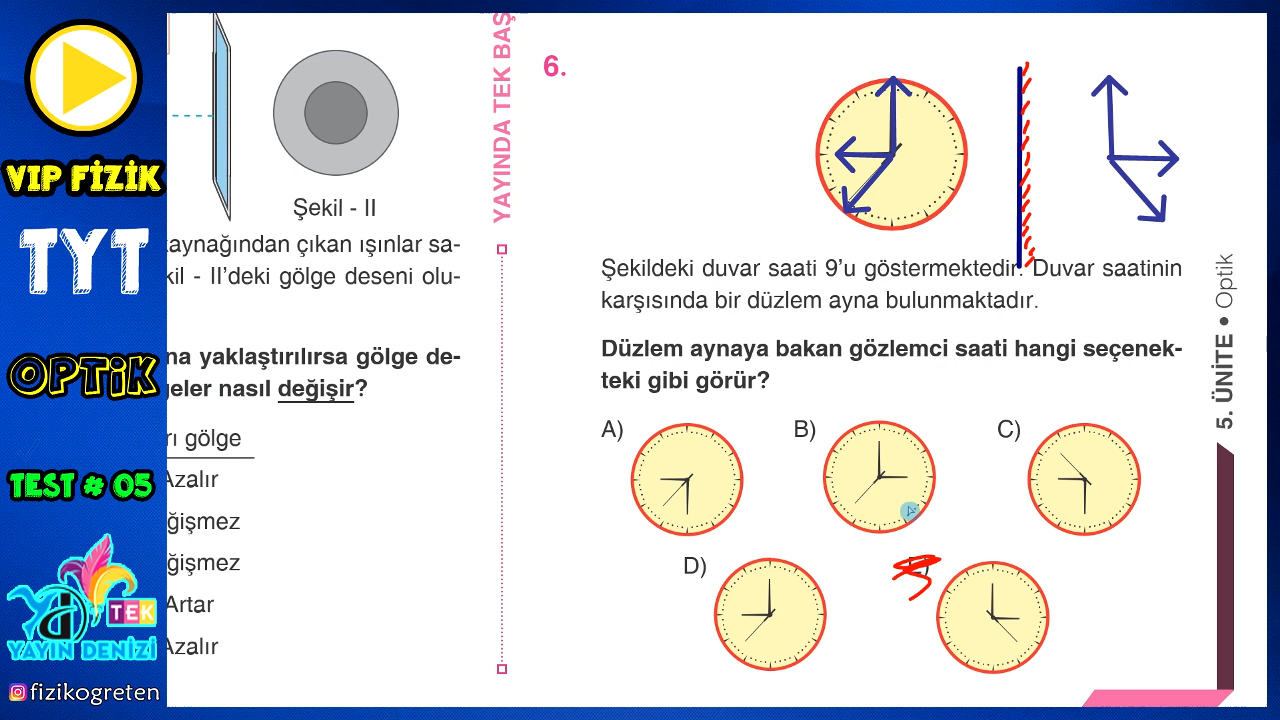 VIP FİZİK
TYT
OPTİK
TEST # 05
TEK
YAYIN DENİZİ
fizikogreten
Şekil - II
kaynağından çıkan ışınlar sa-
kil - II'deki gölge deseni olu-
na yaklaştırılırsa gölge de-
geler nasıl değişir?
rı gölge
Azalır
ğişmez
ğişmez
Artar
Azalır
YAYINDA TEK BAŞ
6.
Şekildeki duvar saati 9'u göstermektedir. Duvar saatinin
karşısında bir düzlem ayna bulunmaktadır.
Düzlem aynaya bakan gözlemci saati hangi seçenek-
teki gibi görür?
A)
B)
C)
D)
5. ÜNİTE • Optik